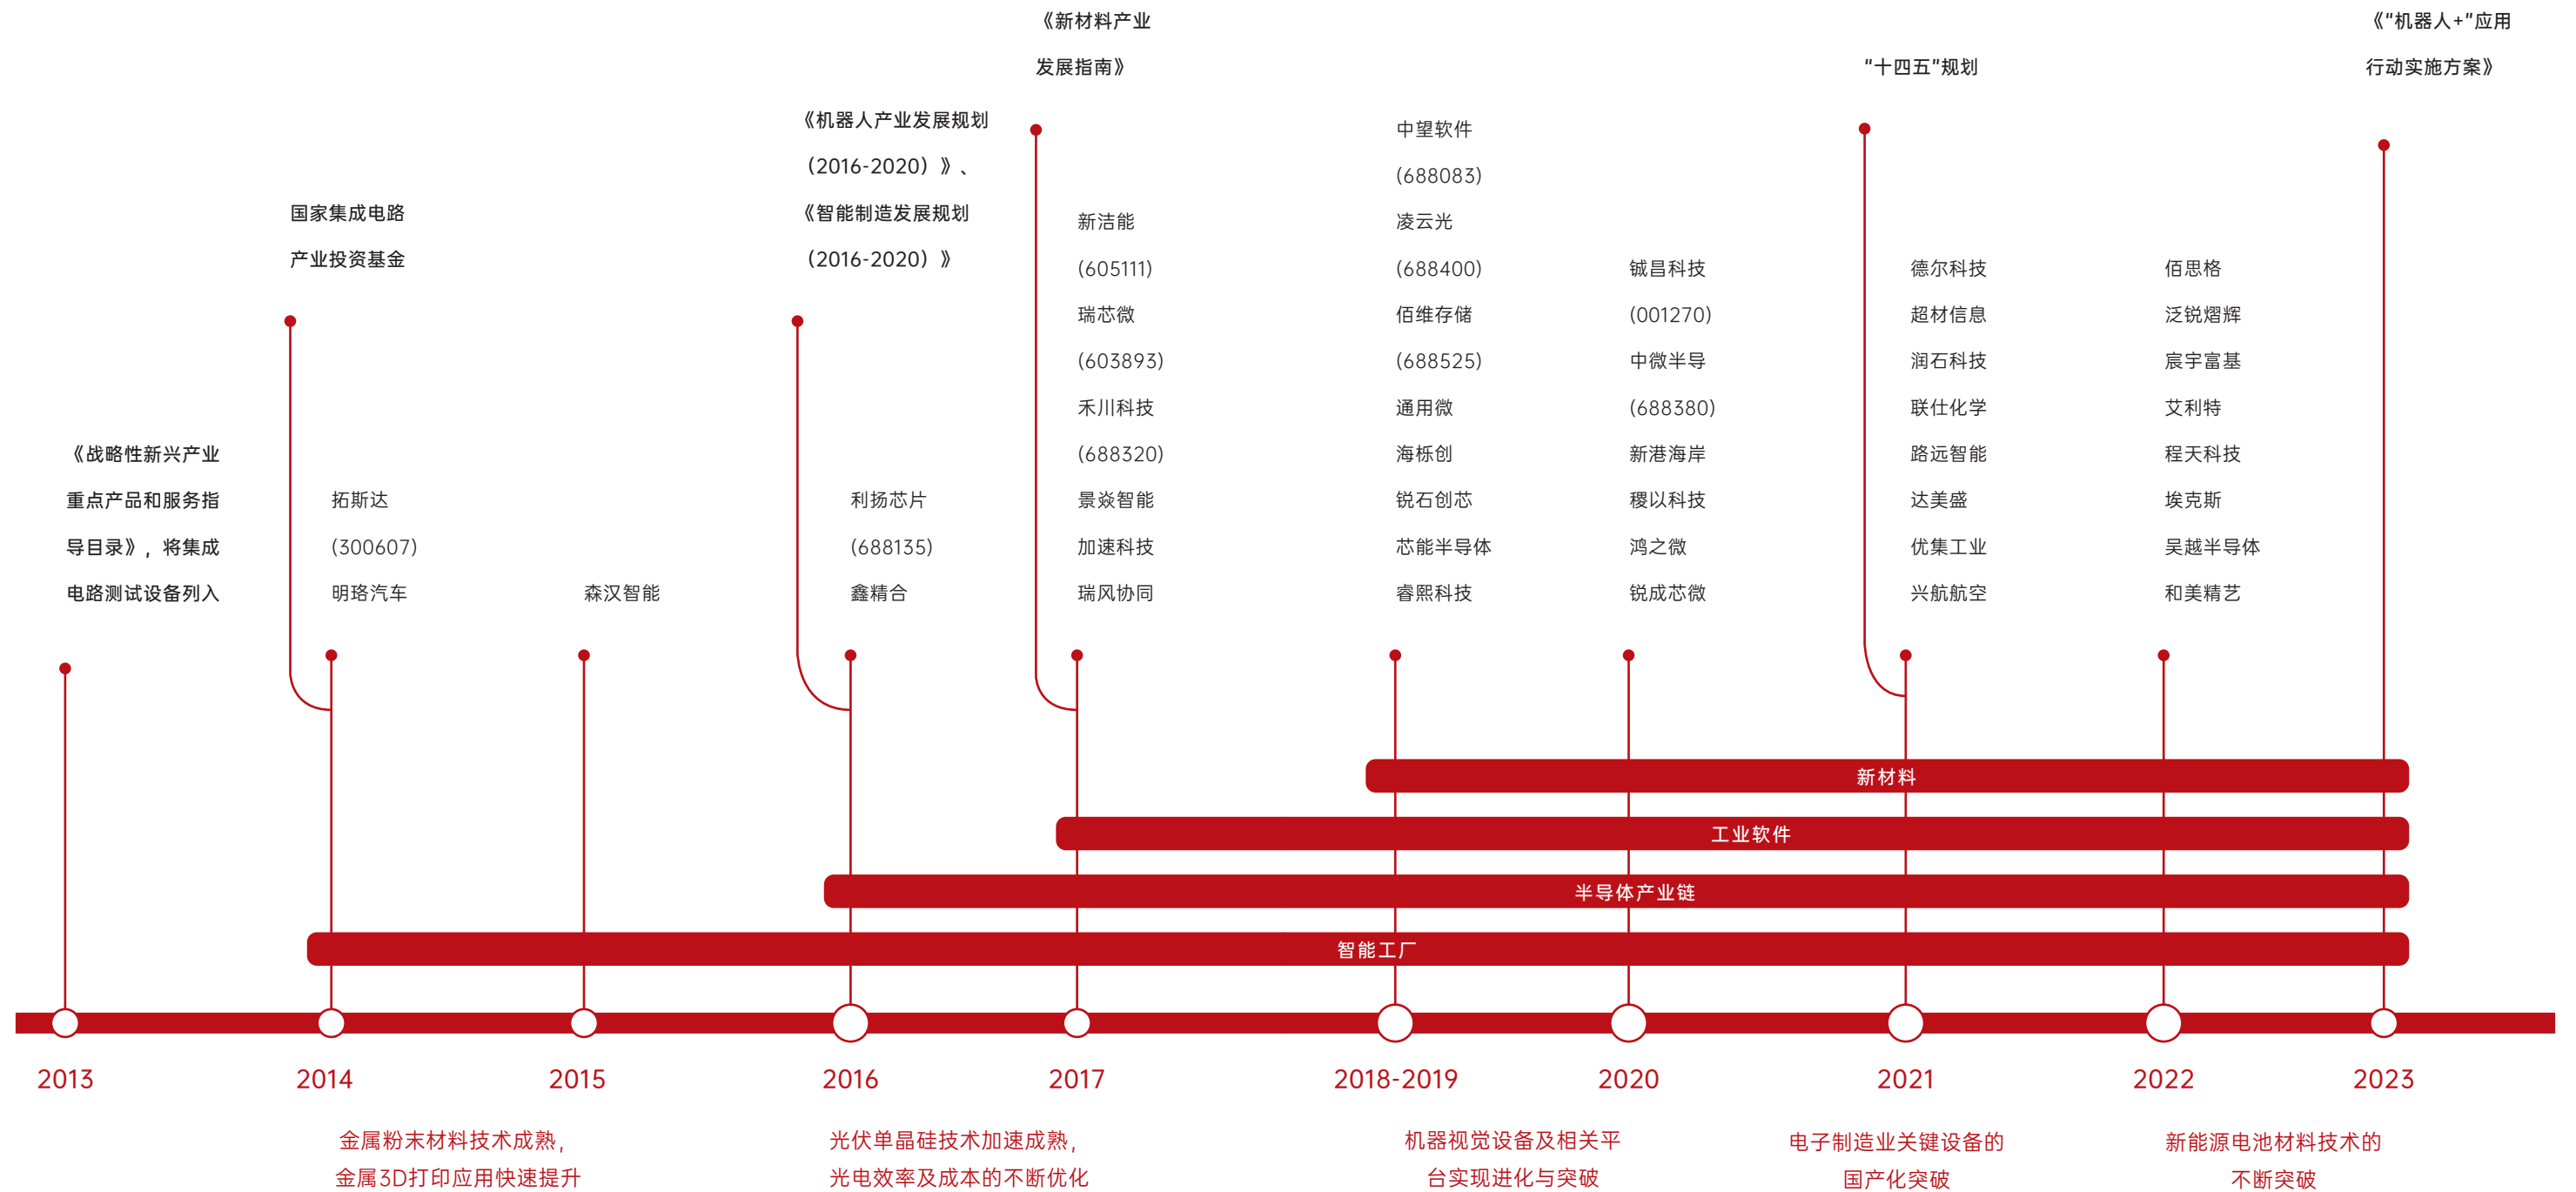 《战略性新兴产业
重点产品和服务指
导目录》，将集成
电路测试设备列入
国家集成电路
产业投资基金
拓斯达
(300607)
明珞汽车
森汉智能
《机器人产业发展规划
（2016-2020）》、
《智能制造发展规划
（2016-2020）》
利扬芯片
(688135)
鑫精合
《新材料产业
发展指南》
新洁能
(605111)
瑞芯微
(603893)
禾川科技
(688320)
景焱智能
加速科技
瑞风协同
中望软件
(688083)
凌云光
(688400)
佰维存储
(688525)
通用微
海栎创
锐石创芯
芯能半导体
睿熙科技
铖昌科技
(001270)
中微半导
(688380)
新港海岸
稷以科技
鸿之微
锐成芯微
“十四五”规划
德尔科技
超材信息
润石科技
联仕化学
路远智能
达美盛
优集工业
兴航航空
佰思格
泛锐熠辉
宸宇富基
艾利特
程天科技
埃克斯
吴越半导体
和美精艺
《“机器人+”应用
行动实施方案》
新材料
工业软件
半导体产业链
智能工厂
2013
2014
2015
2016
2017
2018-2019
2020
2021
2022
2023
金属粉末材料技术成熟，
金属3D打印应用快速提升
光伏单晶硅技术加速成熟，
光电效率及成本的不断优化
机器视觉设备及相关平
台实现进化与突破
电子制造业关键设备的
国产化突破
新能源电池材料技术的
不断突破